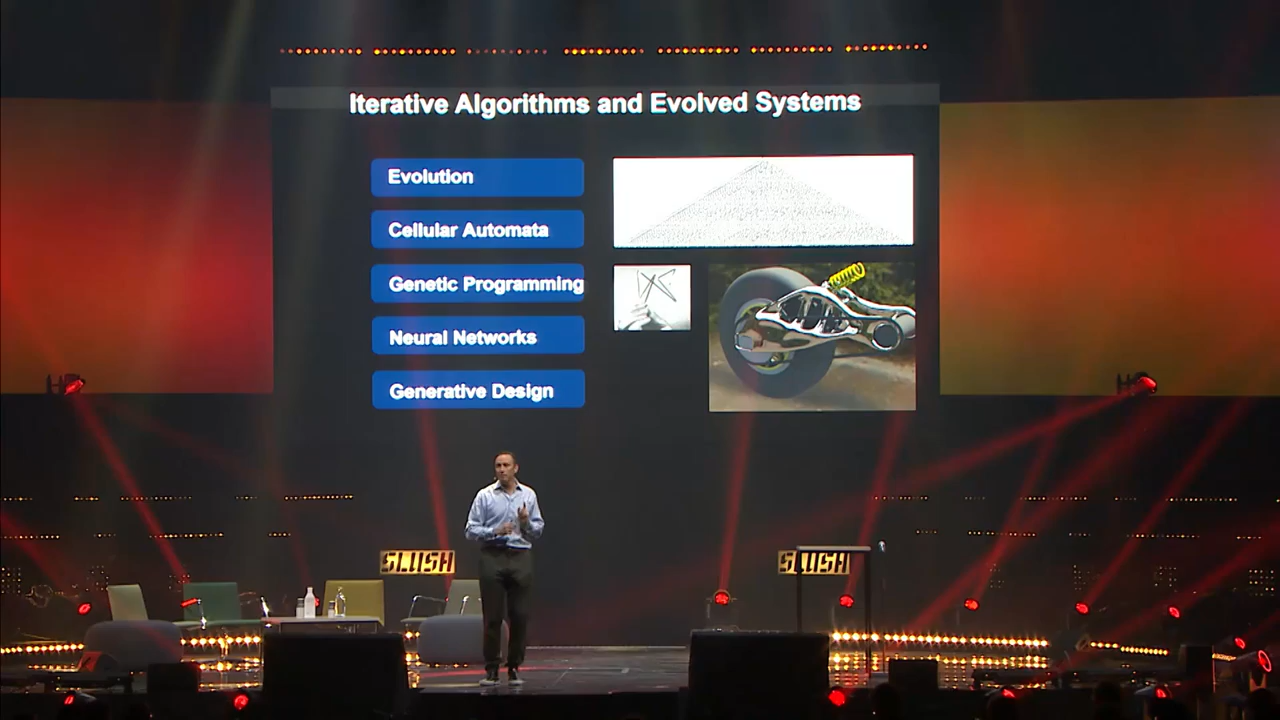 Iterative Algorithms and Evolved Systems
Evolution
Cellular Automata
Genetic Programming
Neural Networks
Generative Design
SLUSH
SLUSH